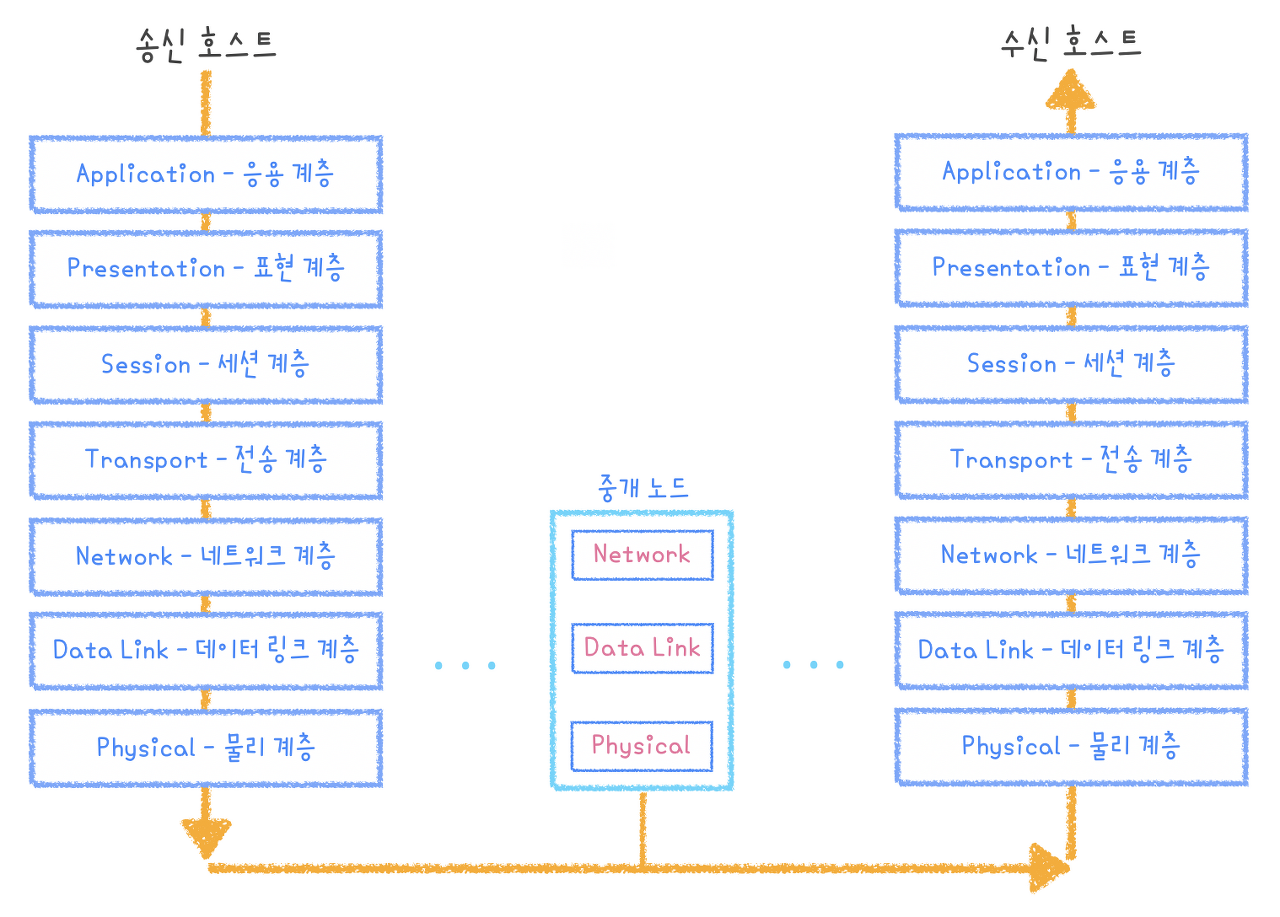 송신 호스트
Application - 응용 계층
Presentation - 표현 계층
Session - 세션 계층
Transport - 전송 계층
Network - 네트워크 계층
Data Link - 데이터 링크 계층
Physical - 물리 계층
중개 노드
Network
Data Link
Physical
수신 호스트
Application - 응용 계층
Presentation - 표현 계층
Session - 세션 계층
Transport - 전송 계층
Network - 네트워크 계층
Data Link - 데이터 링크 계층
Physical - 물리 계층